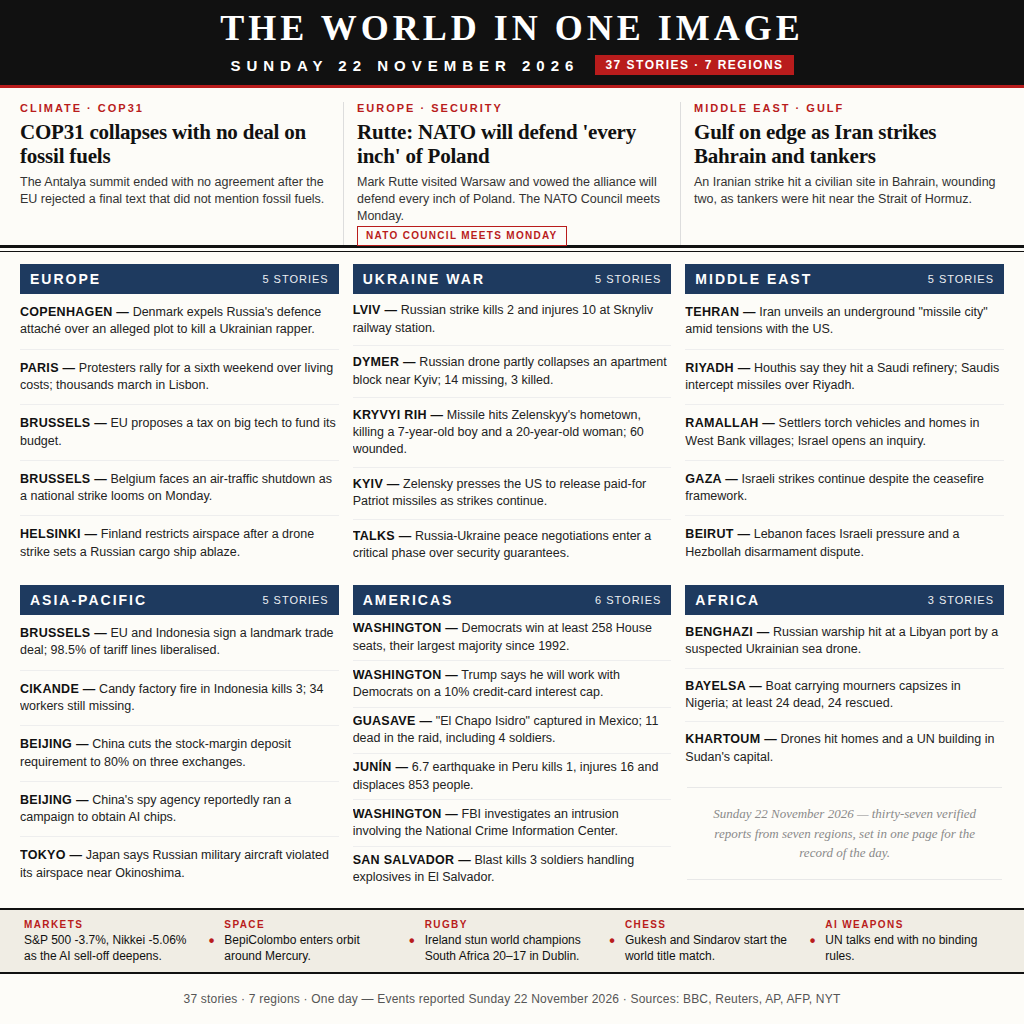 THE WORLD IN ONE IMAGE
SUNDAY 22 NOVEMBER 2026
37 STORIES · 7 REGIONS
CLIMATE · COP31
COP31 collapses with no deal on
fossil fuels
The Antalya summit ended with no agreement after the
EU rejected a final text that did not mention fossil fuels.
EUROPE · SECURITY
Rutte: NATO will defend 'every
inch' of Poland
Mark Rutte visited Warsaw and vowed the alliance will
defend every inch of Poland. The NATO Council meets
Monday.
NATO COUNCIL MEETS MONDAY
MIDDLE EAST · GULF
Gulf on edge as Iran strikes
Bahrain and tankers
An Iranian strike hit a civilian site in Bahrain, wounding
two, as tankers were hit near the Strait of Hormuz.
EUROPE
5 STORIES
COPENHAGEN — Denmark expels Russia's defence
attaché over an alleged plot to kill a Ukrainian rapper.
PARIS — Protesters rally for a sixth weekend over living
costs; thousands march in Lisbon.
BRUSSELS — EU proposes a tax on big tech to fund its
budget.
BRUSSELS — Belgium faces an air-traffic shutdown as
a national strike looms on Monday.
HELSINKI — Finland restricts airspace after a drone
strike sets a Russian cargo ship ablaze.
UKRAINE WAR
5 STORIES
LVIV — Russian strike kills 2 and injures 10 at Sknyliv
railway station.
DYMER — Russian drone partly collapses an apartment
block near Kyiv; 14 missing, 3 killed.
KRYVYI RIH — Missile hits Zelenskyy's hometown,
killing a 7-year-old boy and a 20-year-old woman; 60
wounded.
KYIV — Zelensky presses the US to release paid-for
Patriot missiles as strikes continue.
TALKS — Russia-Ukraine peace negotiations enter a
critical phase over security guarantees.
MIDDLE EAST
5 STORIES
TEHRAN — Iran unveils an underground "missile city"
amid tensions with the US.
RIYADH — Houthis say they hit a Saudi refinery; Saudis
intercept missiles over Riyadh.
RAMALLAH — Settlers torch vehicles and homes in
West Bank villages; Israel opens an inquiry.
GAZA — Israeli strikes continue despite the ceasefire
framework.
BEIRUT — Lebanon faces Israeli pressure and a
Hezbollah disarmament dispute.
ASIA-PACIFIC
5 STORIES
BRUSSELS — EU and Indonesia sign a landmark trade
deal; 98.5% of tariff lines liberalised.
CIKANDE — Candy factory fire in Indonesia kills 3; 34
workers still missing.
BEIJING — China cuts the stock-margin deposit
requirement to 80% on three exchanges.
BEIJING — China's spy agency reportedly ran a
campaign to obtain AI chips.
TOKYO — Japan says Russian military aircraft violated
its airspace near Okinoshima.
AMERICAS
6 STORIES
WASHINGTON — Democrats win at least 258 House
seats, their largest majority since 1992.
WASHINGTON — Trump says he will work with
Democrats on a 10% credit-card interest cap.
GUASAVE — "El Chapo Isidro" captured in Mexico; 11
dead in the raid, including 4 soldiers.
JUNÍN — 6.7 earthquake in Peru kills 1, injures 16 and
displaces 853 people.
WASHINGTON — FBI investigates an intrusion
involving the National Crime Information Center.
SAN SALVADOR — Blast kills 3 soldiers handling
explosives in El Salvador.
AFRICA
3 STORIES
BENGHAZI — Russian warship hit at a Libyan port by a
suspected Ukrainian sea drone.
BAYELSA — Boat carrying mourners capsizes in
Nigeria; at least 24 dead, 24 rescued.
KHARTOUM — Drones hit homes and a UN building in
Sudan's capital.
Sunday 22 November 2026 — thirty-seven verified
reports from seven regions, set in one page for the
record of the day.
MARKETS
S&P 500 -3.7%, Nikkei -5.06%
as the AI sell-off deepens.
•
SPACE
BepiColombo enters orbit
around Mercury.
•
RUGBY
Ireland stun world champions
South Africa 20–17 in Dublin.
•
CHESS
Gukesh and Sindarov start the
world title match.
•
AI WEAPONS
UN talks end with no binding
rules.
37 stories · 7 regions · One day — Events reported Sunday 22 November 2026 · Sources: BBC, Reuters, AP, AFP, NYT